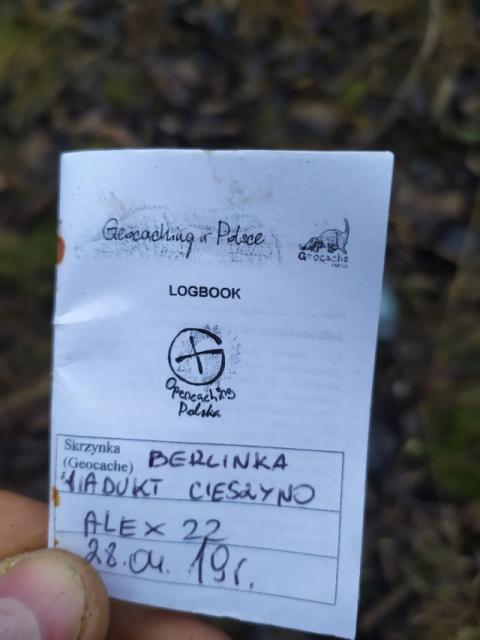 Geocaching w Polsce
Geocache
LOGBOOK
Opencaching
Polska
Skrzynka
(Geocache) BERLINKA
WIADUKT CIESZYNO
ALEX 22
28.04.19r.